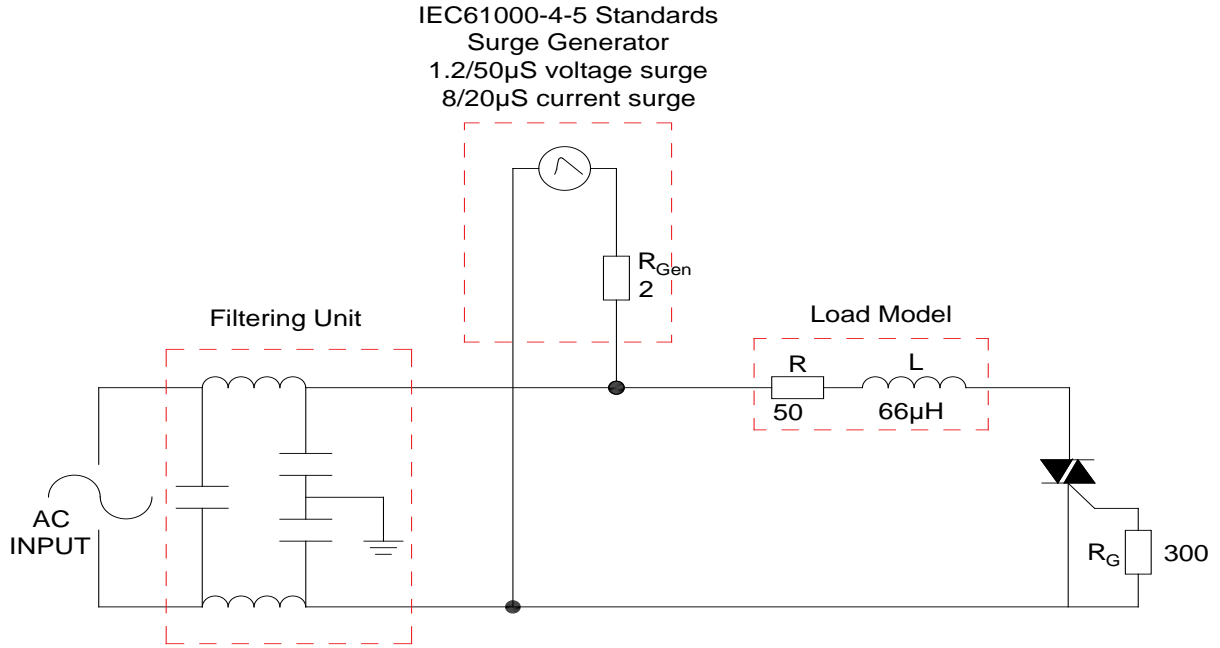 IEC61000-4-5 Standards
Surge Generator
1.2/50µS voltage surge
8/20µS current surge
RGen
2
Filtering Unit
Load Model
R
L
50
66µH
AC
INPUT
RG
300